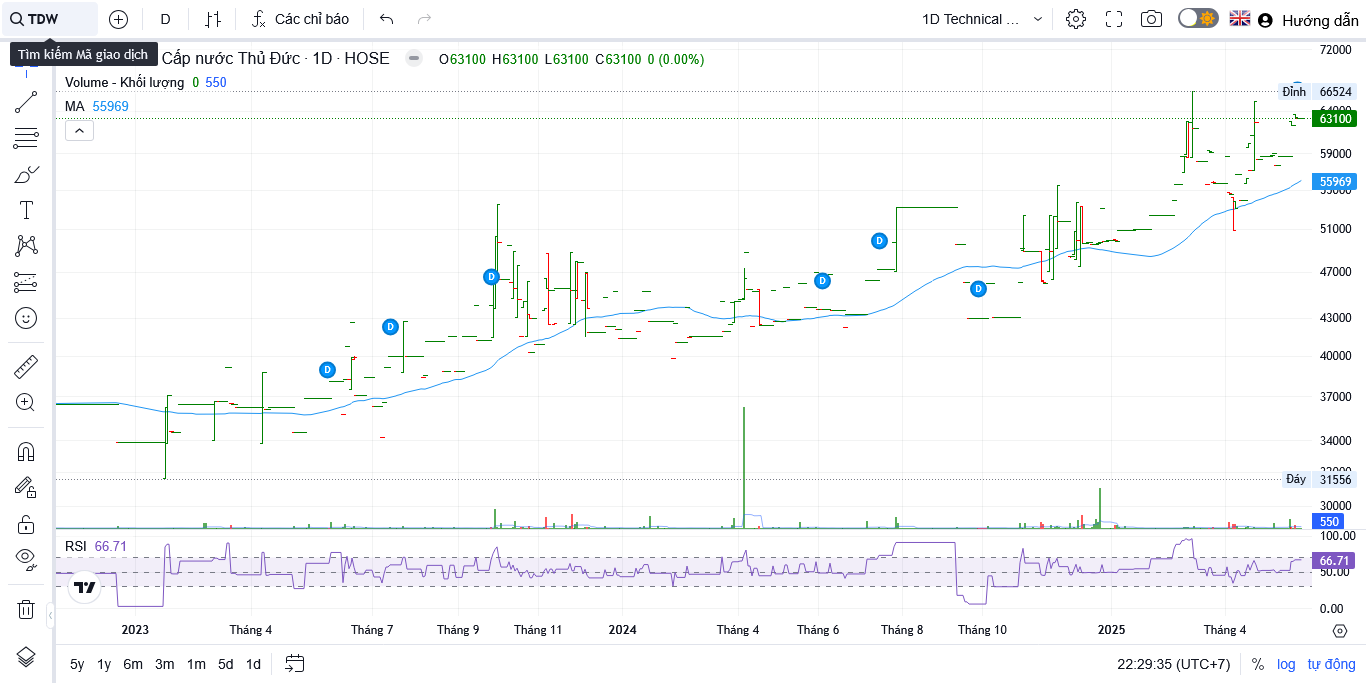 TDW
D
Các chỉ báo
1D Technical ...
Hướng dẫn
Tìm kiếm Mã giao dịch
Cấp nước Thủ Đức · 1D · HOSE
O63100 H63100 L63100 C63100 0 (0.00%)
Volume - Khối lượng 0 550
MA 55969
72000
Đỉnh 66524
64000
63100
59000
55969
55000
51000
47000
43000
40000
37000
34000
32000
Đáy 31556
30000
550
D
D
D
D
D
D
RSI 66.71
100.00
66.71
50.00
0.00
2023
Tháng 4
Tháng 7
Tháng 9
Tháng 11
2024
Tháng 4
Tháng 6
Tháng 8
Tháng 10
2025
Tháng 4
5y 1y 6m 3m 1m 5d 1d
22:29:35 (UTC+7)
% log tự động